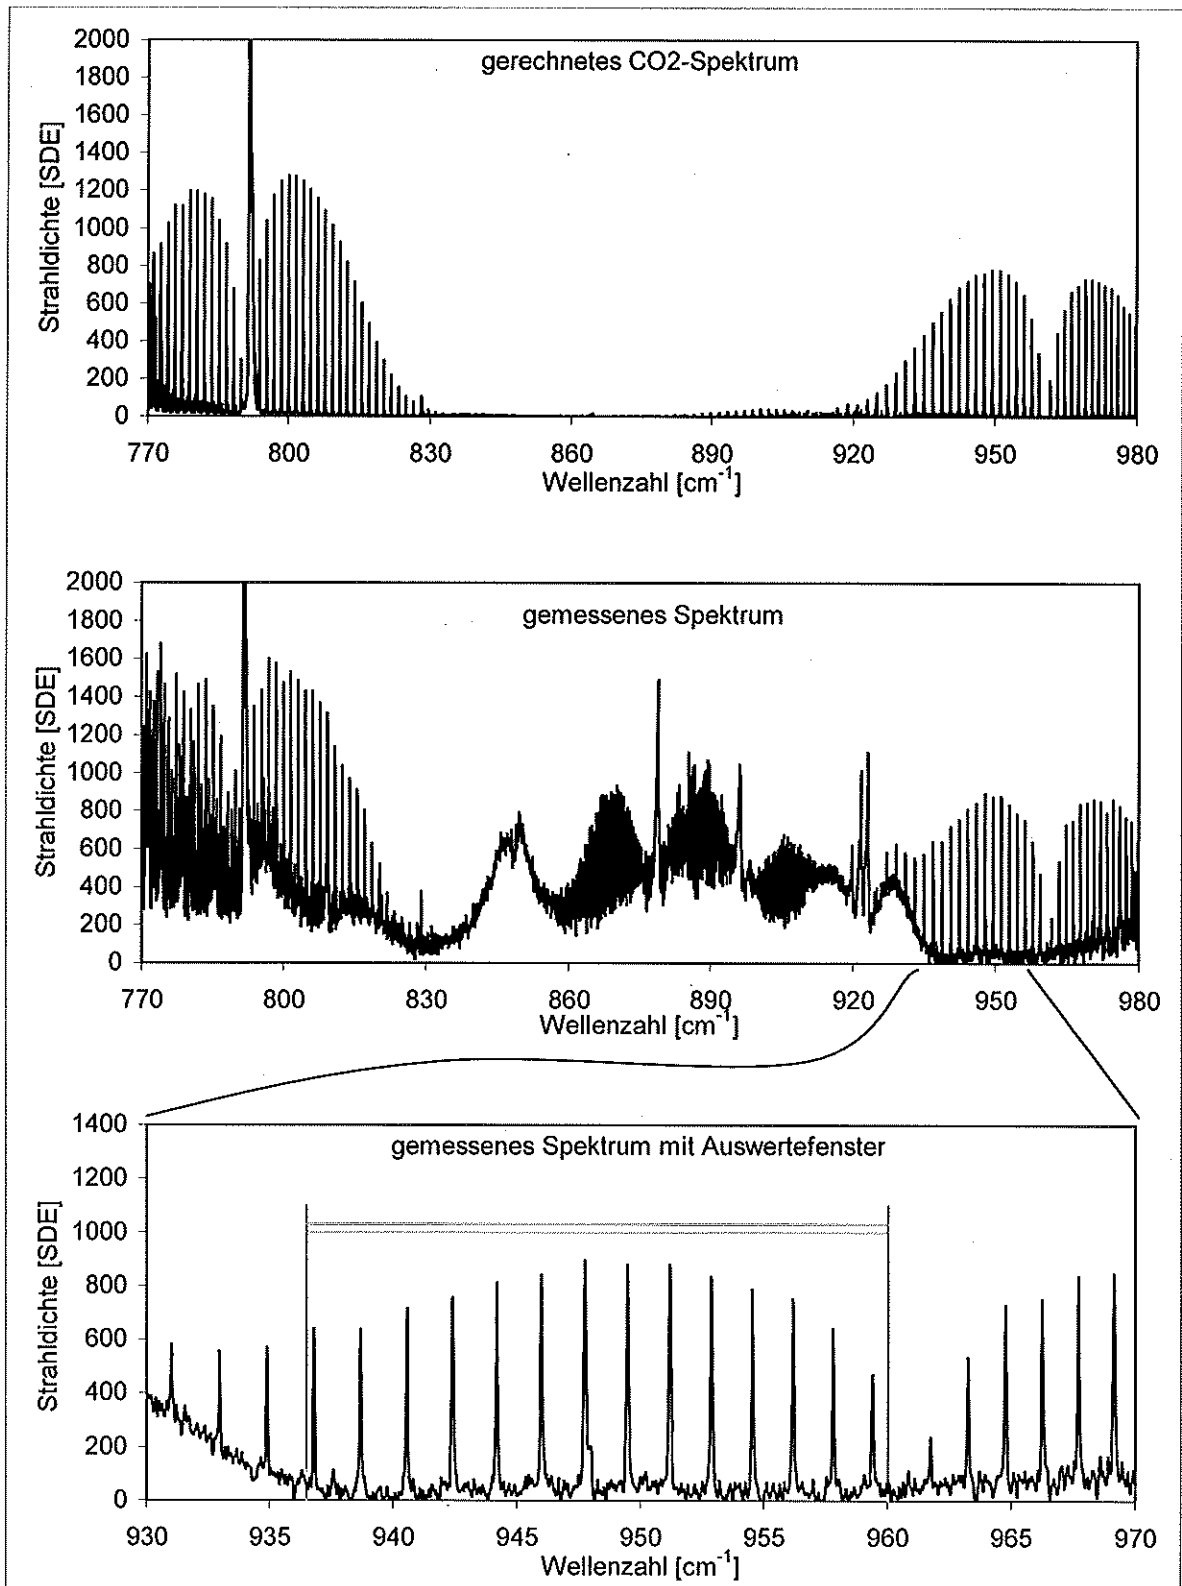 gerechnetes CO2-Spektrum
Strahldichte [SDE]
2000
1800
1600
1400
1200
1000
800
600
400
200
0
770 800 830 860 890 920 950 980
Wellenzahl [cm⁻¹]
gemessenes Spektrum
Strahldichte [SDE]
2000
1800
1600
1400
1200
1000
800
600
400
200
0
770 800 830 860 890 920 950 980
Wellenzahl [cm⁻¹]
gemessenes Spektrum mit Auswertefenster
Strahldichte [SDE]
1400
1200
1000
800
600
400
200
0
930 935 940 945 950 955 960 965 970
Wellenzahl [cm⁻¹]